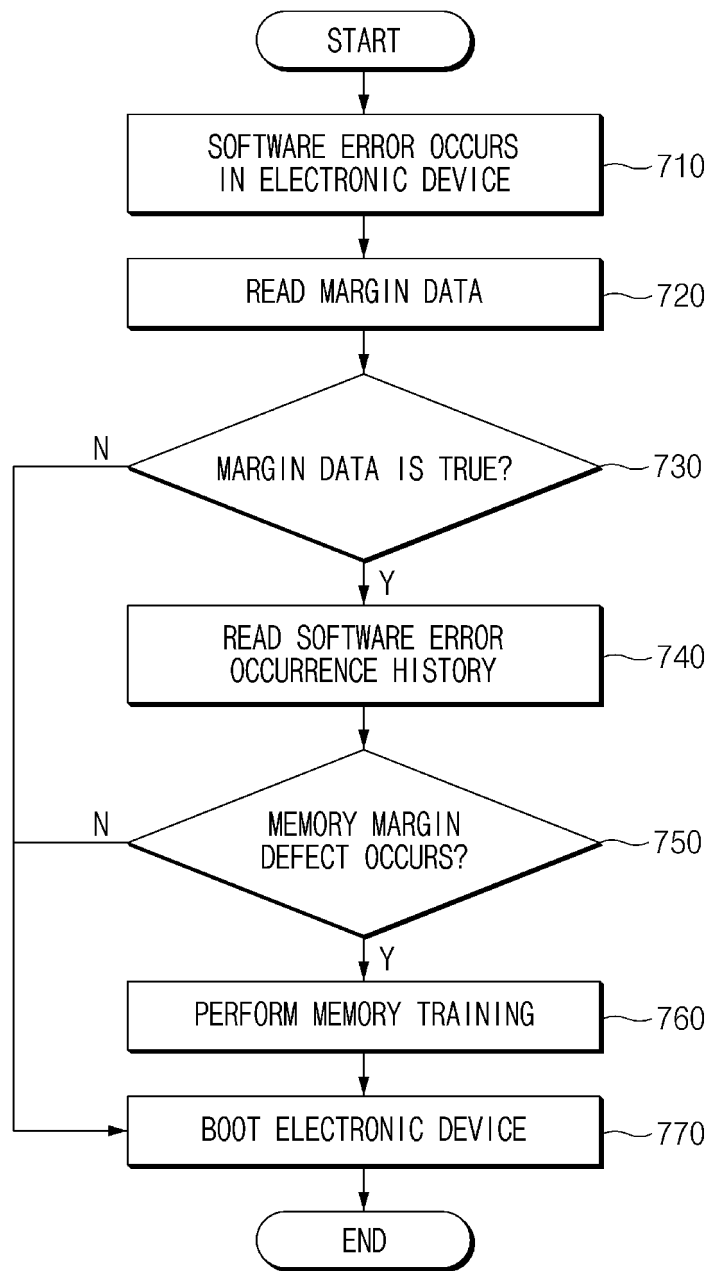 START
SOFTWARE ERROR OCCURS
IN ELECTRONIC DEVICE
710
READ MARGIN DATA
720
N
MARGIN DATA IS TRUE?
730
Y
READ SOFTWARE ERROR
OCCURRENCE HISTORY
740
N
MEMORY MARGIN
DEFECT OCCURS?
750
Y
PERFORM MEMORY TRAINING
760
BOOT ELECTRONIC DEVICE
770
END